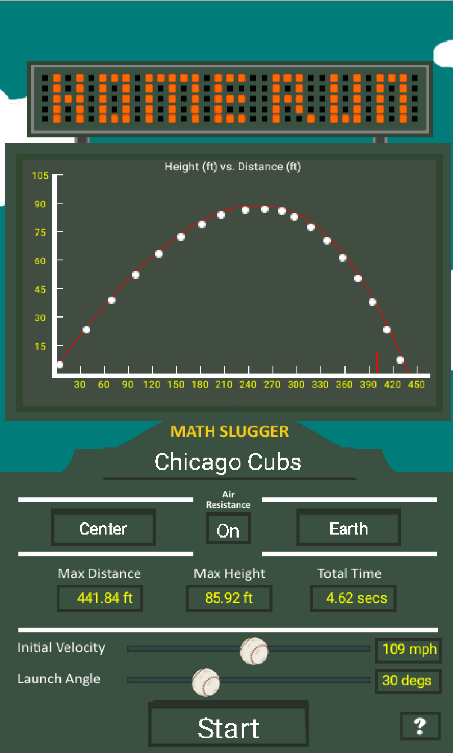 HOME RUN
Height (ft) vs. Distance (ft)
105
90
75
60
45
30
15
30 60 90 120 150 180 210 240 270 300 330 360 390 420 450
MATH SLUGGER
Chicago Cubs
Air
Resistance
Center On Earth
Max Distance Max Height Total Time
441.84 ft 85.92 ft 4.62 secs
Initial Velocity 109 mph
Launch Angle 30 degs
Start ?